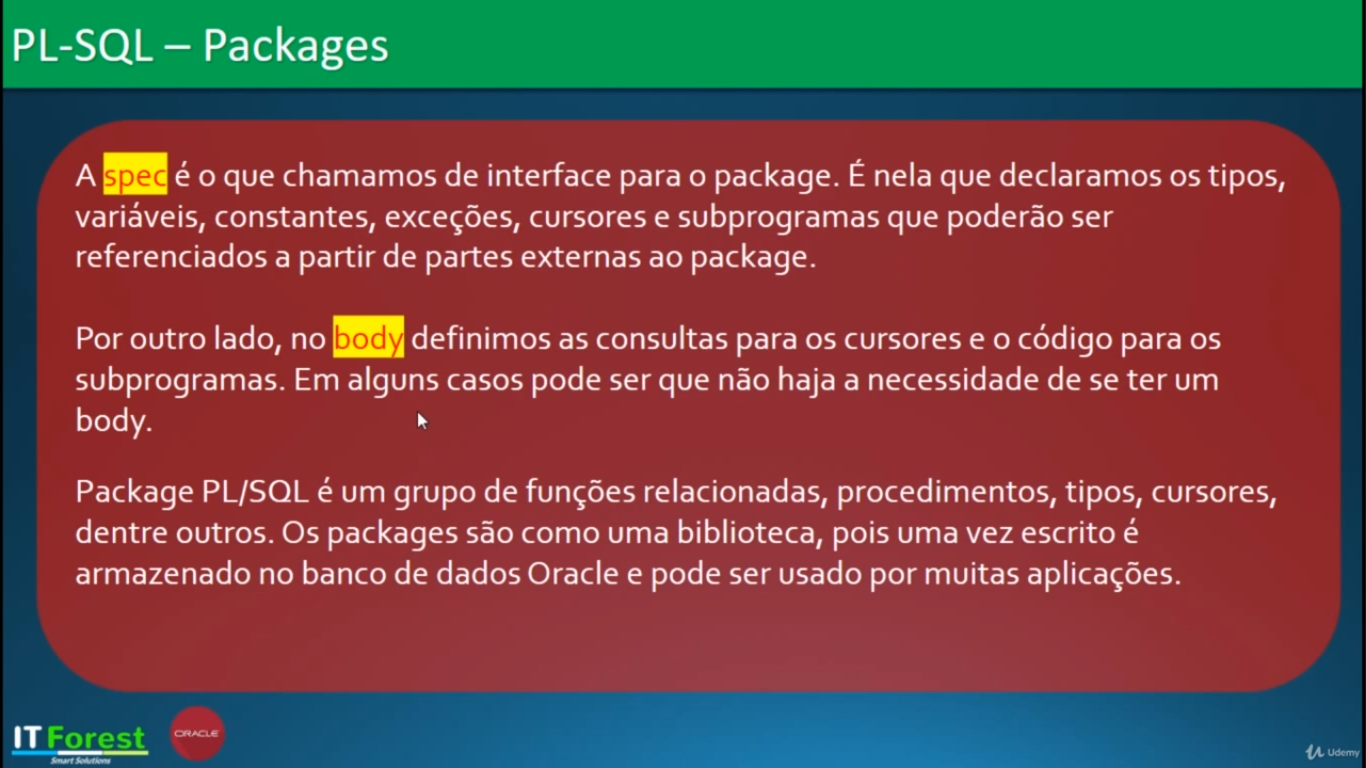 PL-SQL – Packages
A spec é o que chamamos de interface para o package. É nela que declaramos os tipos,
variáveis, constantes, exceções, cursores e subprogramas que poderão ser
referenciados a partir de partes externas ao package.
Por outro lado, no body definimos as consultas para os cursores e o código para os
subprogramas. Em alguns casos pode ser que não haja a necessidade de se ter um
body.
Package PL/SQL é um grupo de funções relacionadas, procedimentos, tipos, cursores,
dentre outros. Os packages são como uma biblioteca, pois uma vez escrito é
armazenado no banco de dados Oracle e pode ser usado por muitas aplicações.
IT Forest
Smart Solutions
ORACLE
Udemy